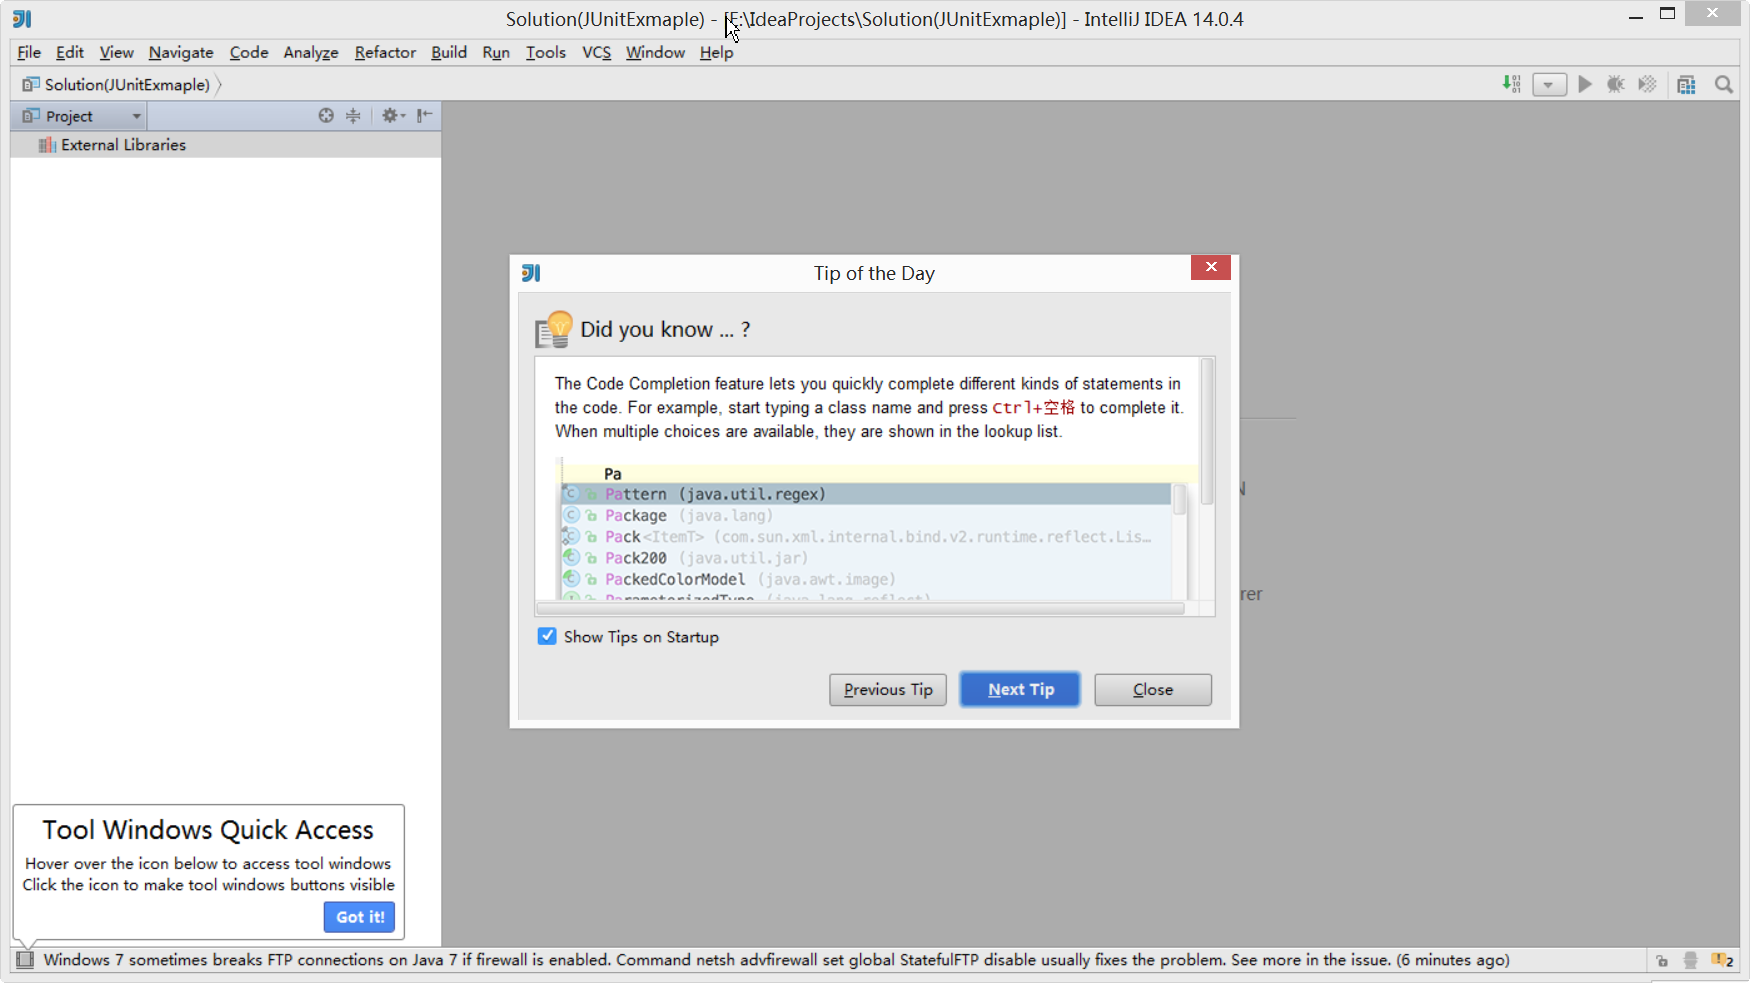 Solution(JUnitExmaple) - [F:\IdeaProjects\Solution(JUnitExmaple)] - IntelliJ IDEA 14.0.4
File Edit View Navigate Code Analyze Refactor Build Run Tools VCS Window Help
Solution(JUnitExmaple)
Project
External Libraries
Tip of the Day
Did you know ... ?
The Code Completion feature lets you quickly complete different kinds of statements in
the code. For example, start typing a class name and press Ctrl+空格 to complete it.
When multiple choices are available, they are shown in the lookup list.
Pa
Pattern (java.util.regex)
Package (java.lang)
Pack<ItemT> (com.sun.xml.internal.bind.v2.runtime.reflect.Lis…
Pack200 (java.util.jar)
PackedColorModel (java.awt.image)
ParameterizedType (java.lang.reflect)
N
rer
Show Tips on Startup
Previous Tip Next Tip Close
Tool Windows Quick Access
Hover over the icon below to access tool windows
Click the icon to make tool windows buttons visible
Got it!
Windows 7 sometimes breaks FTP connections on Java 7 if firewall is enabled. Command netsh advfirewall set global StatefulFTP disable usually fixes the problem. See more in the issue. (6 minutes ago)
2